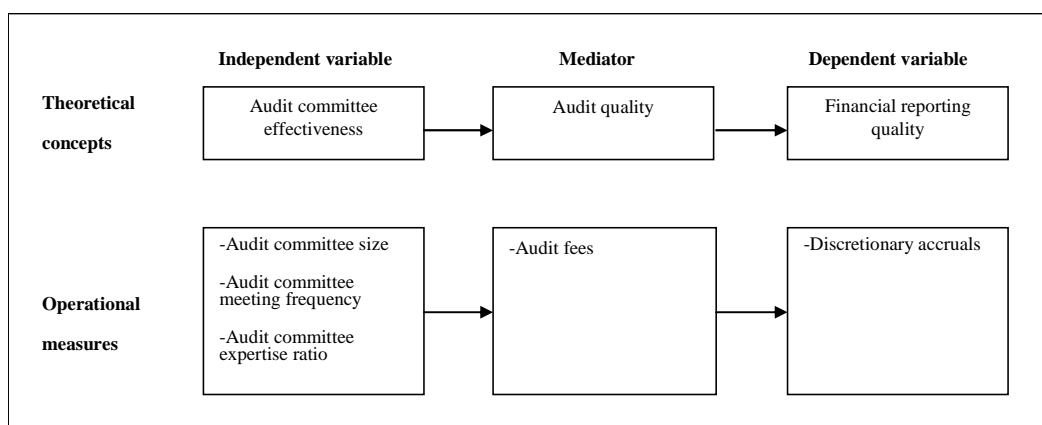 Independent variable
Mediator
Dependent variable
Theoretical
concepts
Audit committee
effectiveness
Audit quality
Financial reporting
quality
Operational
measures
-Audit committee size
-Audit committee
meeting frequency
-Audit committee
expertise ratio
-Audit fees
-Discretionary accruals